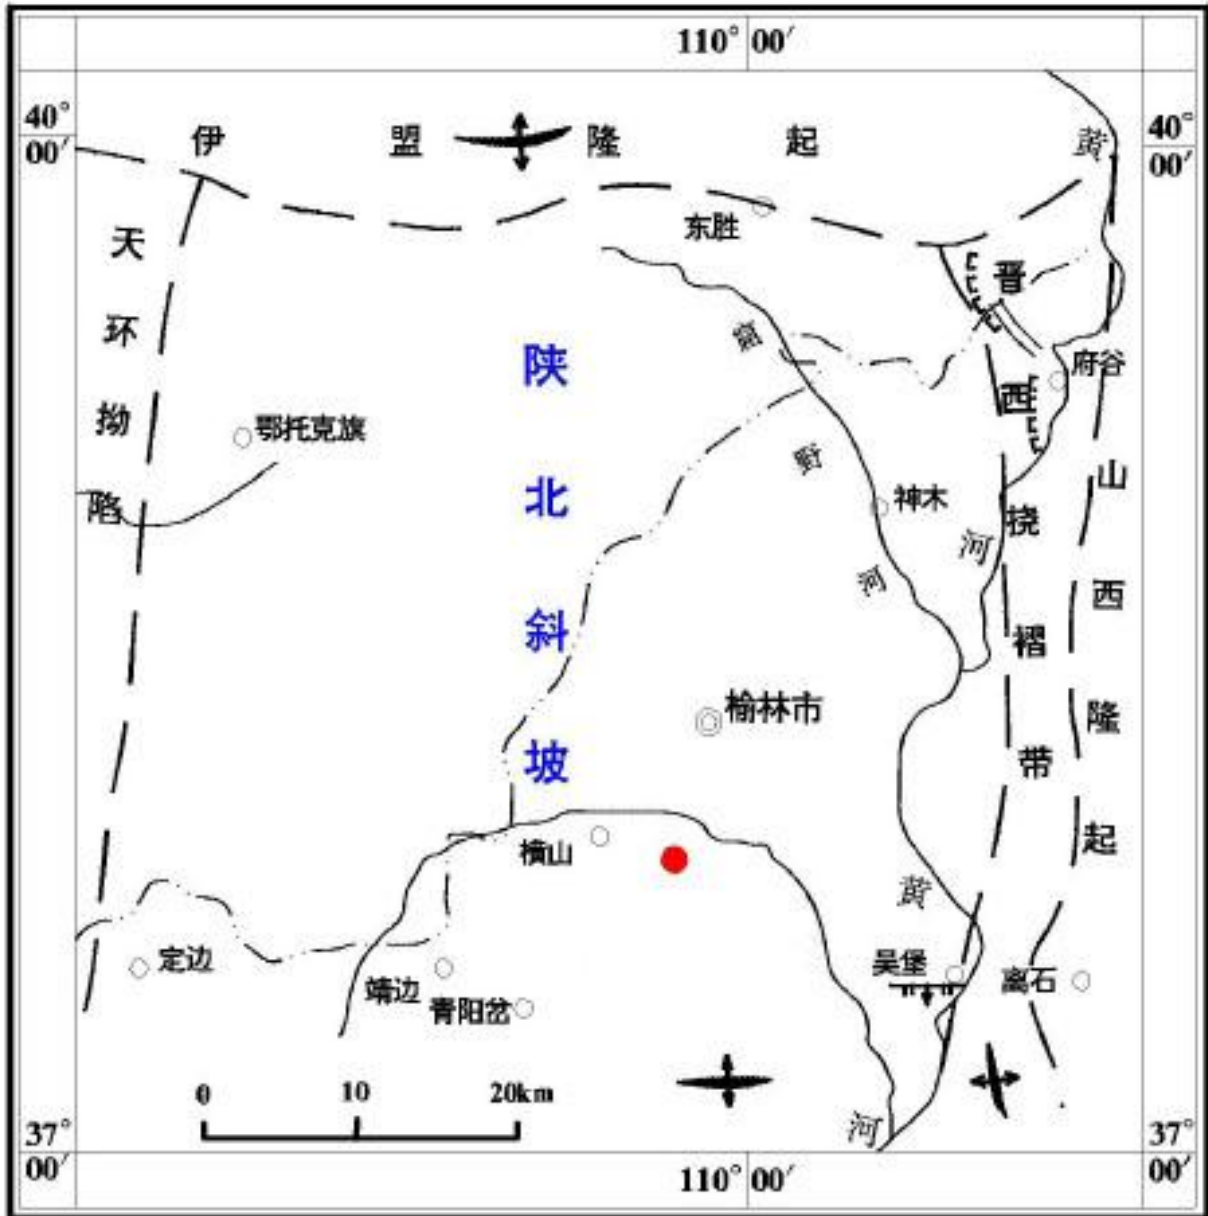 110° 00′
40°
00′
40°
00′
伊盟隆起
天环拗陷
陕北斜坡
晋西挠褶带
山西隆起
黄河
窟野河
黄河
东胜
府谷
鄂托克旗
神木
榆林市
横山
定边
靖边
青阳岔
吴堡
离石
0 10 20km
37°
00′
37°
00′
110° 00′